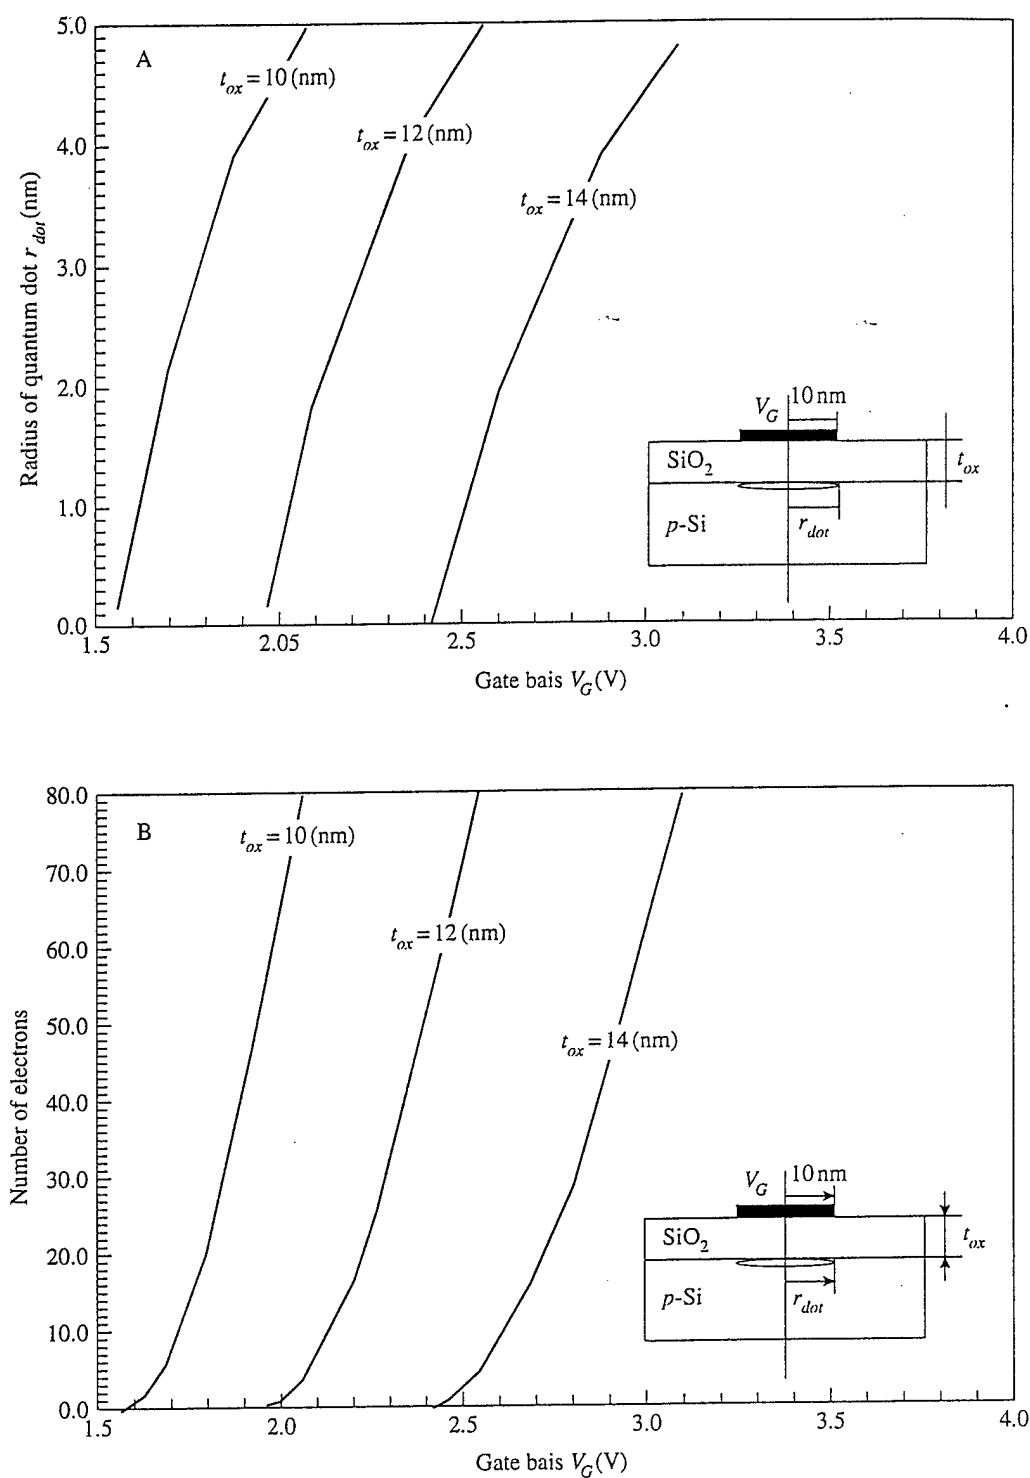 5.0
A
t_ox = 10 (nm)
t_ox = 12 (nm)
4.0
t_ox = 14 (nm)
3.0
2.0
1.0
0.0
Radius of quantum dot r_dot (nm)
V_G
10 nm
SiO₂
t_ox
p-Si
r_dot
1.5
2.05
2.5
3.0
3.5
4.0
Gate bais V_G (V)
80.0
B
t_ox = 10 (nm)
70.0
t_ox = 12 (nm)
60.0
50.0
t_ox = 14 (nm)
40.0
30.0
20.0
10.0
0.0
Number of electrons
V_G
10 nm
SiO₂
t_ox
p-Si
r_dot
1.5
2.0
2.5
3.0
3.5
4.0
Gate bais V_G (V)